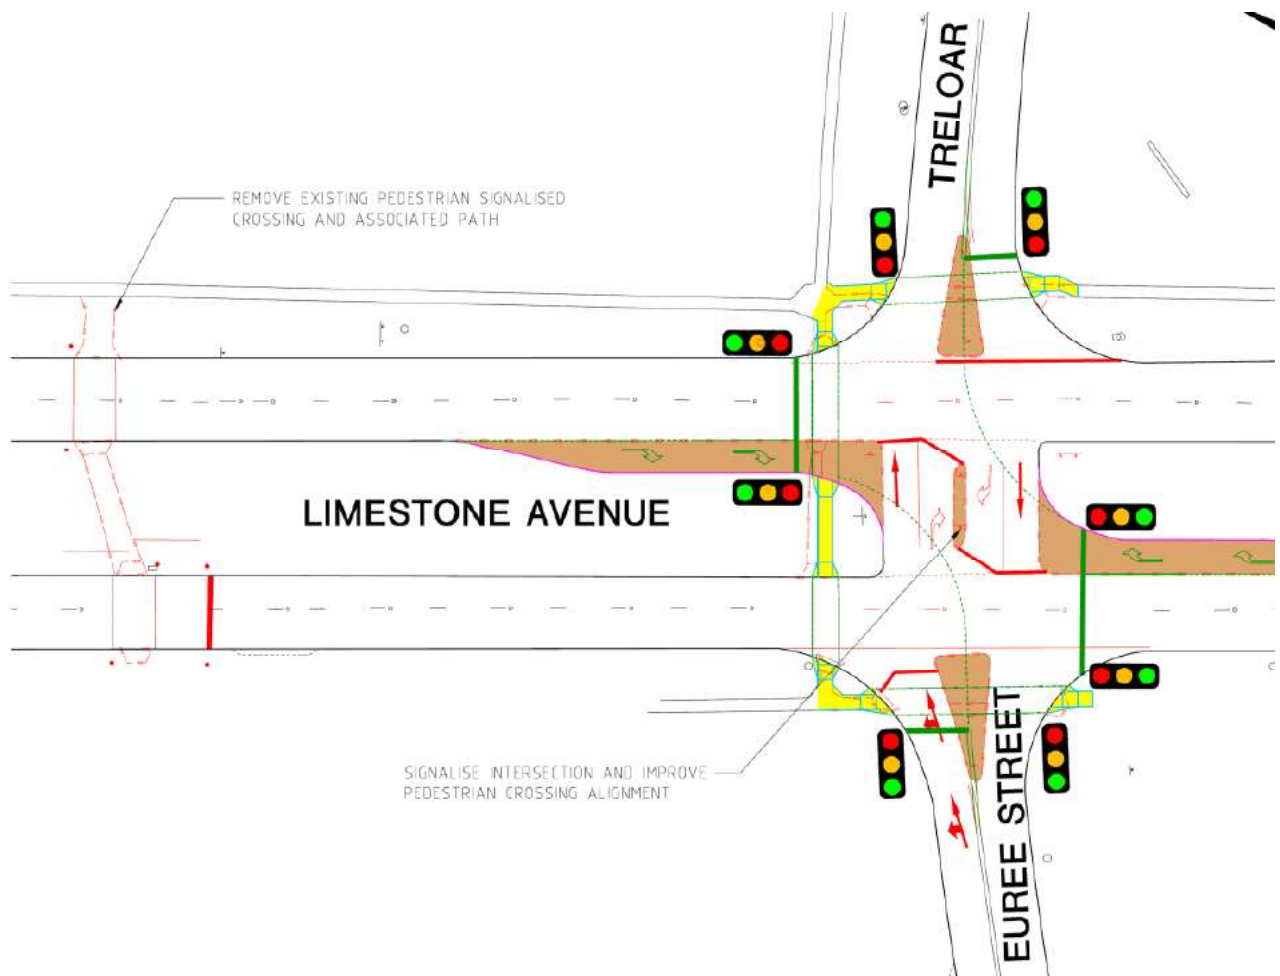 TRELOAR
REMOVE EXISTING PEDESTRIAN SIGNALISED
CROSSING AND ASSOCIATED PATH
LIMESTONE AVENUE
SIGNALISE INTERSECTION AND IMPROVE
PEDESTRIAN CROSSING ALIGNMENT
EUREE STREET